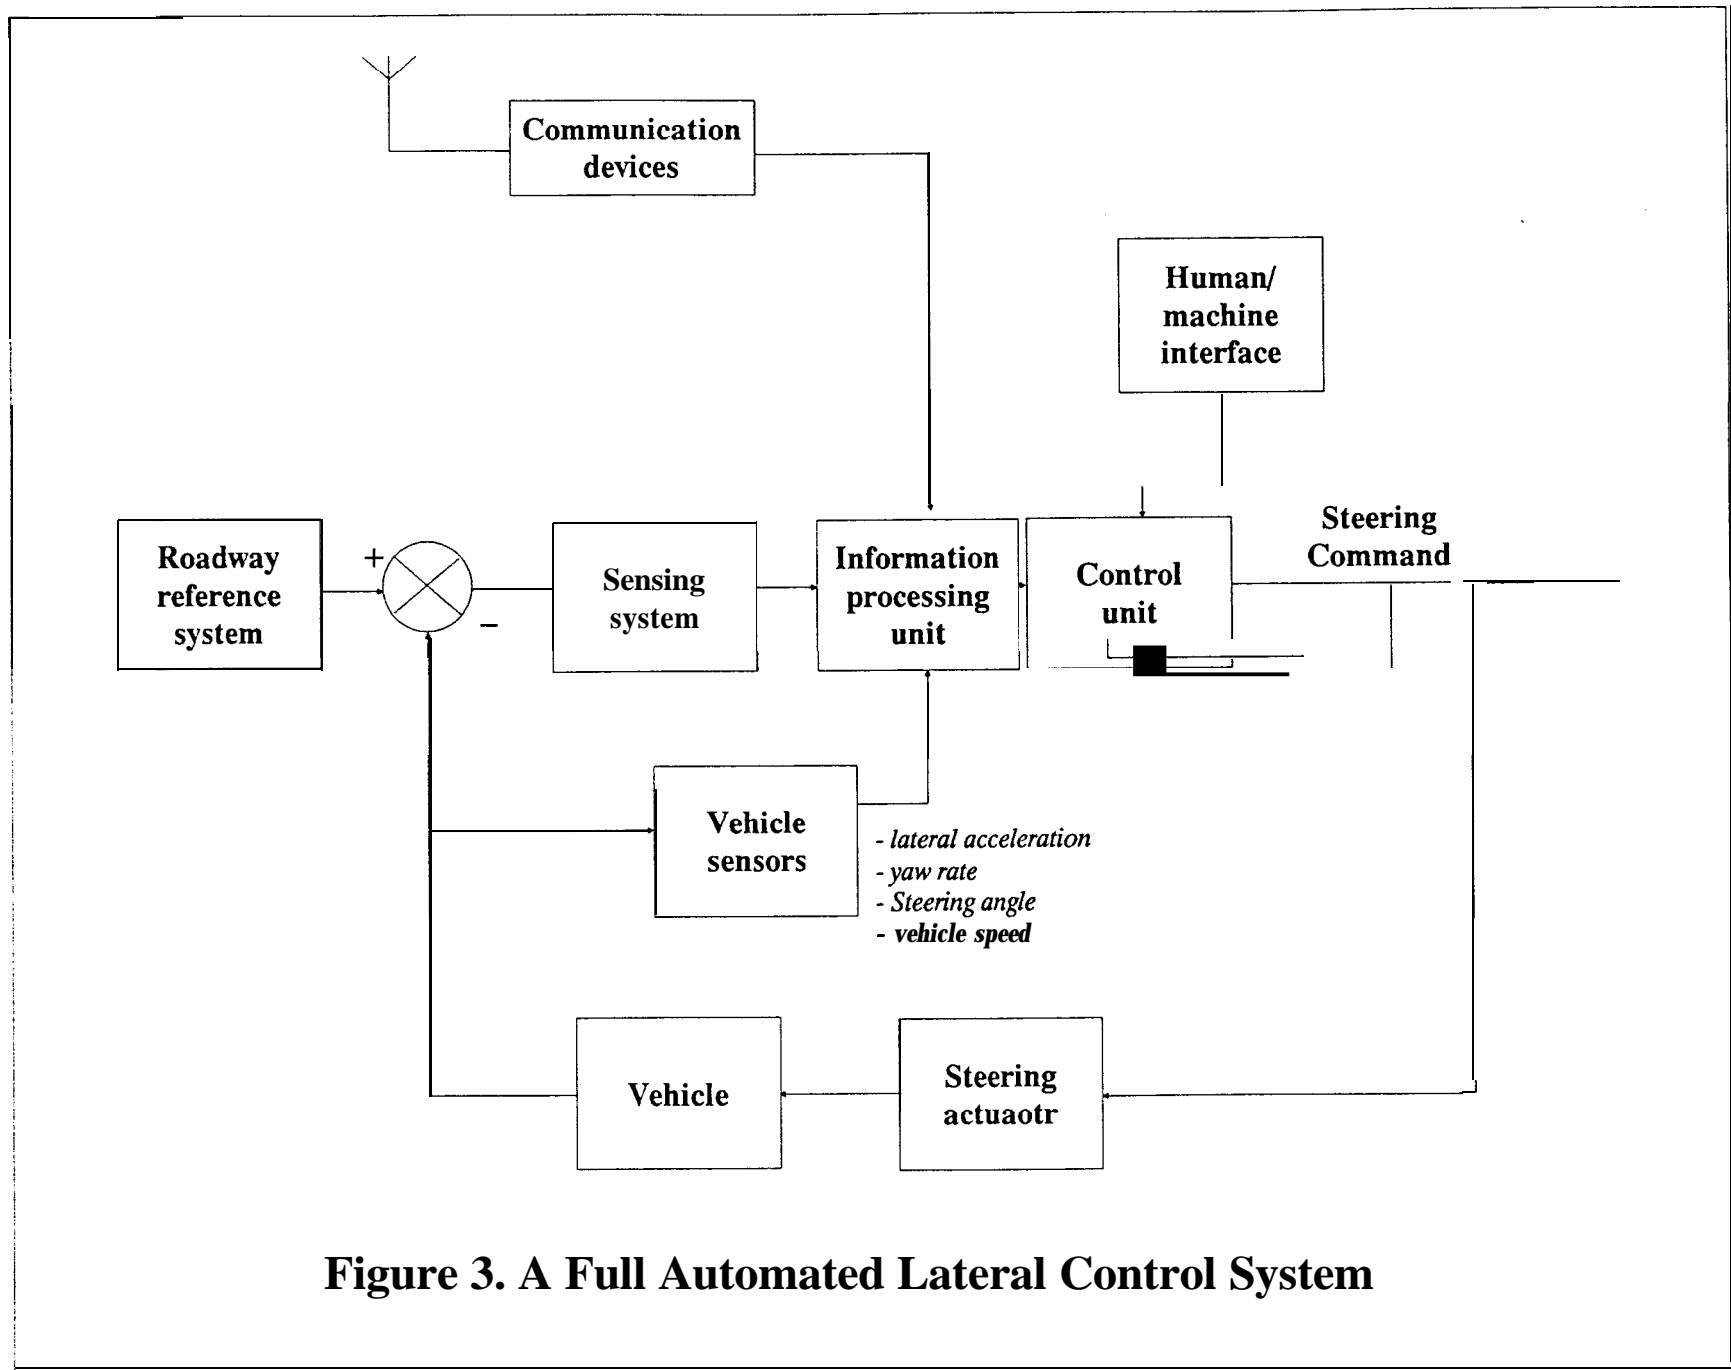 Communication
devices
Human/
machine
interface
Roadway
reference
system
+
−
Sensing
system
Information
processing
unit
Control
unit
Steering
Command
Vehicle
sensors
- lateral acceleration
- yaw rate
- Steering angle
- vehicle speed
Vehicle
Steering
actuaotr
Figure 3. A Full Automated Lateral Control System